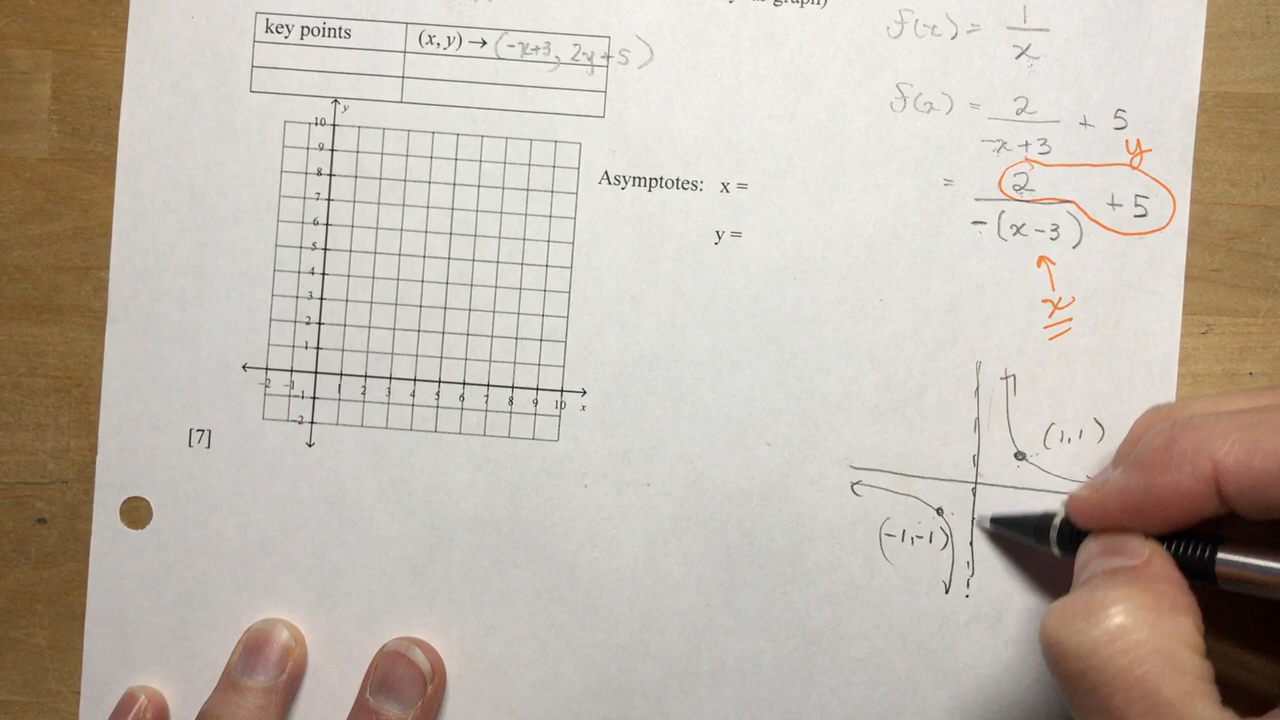 graph)
key points
(x, y) → (-x+3, 2y+5)
y
10
9
8
7
6
5
4
3
2
1
-2 -1 1 2 3 4 5 6 7 8 9 10 x
-1
-2
Asymptotes: x =
y =
[7]
f(x) = 1/x
f(x) = 2/(-x+3) + 5
y
= 2/(-(x-3)) + 5
x
(1,1)
(-1,-1)